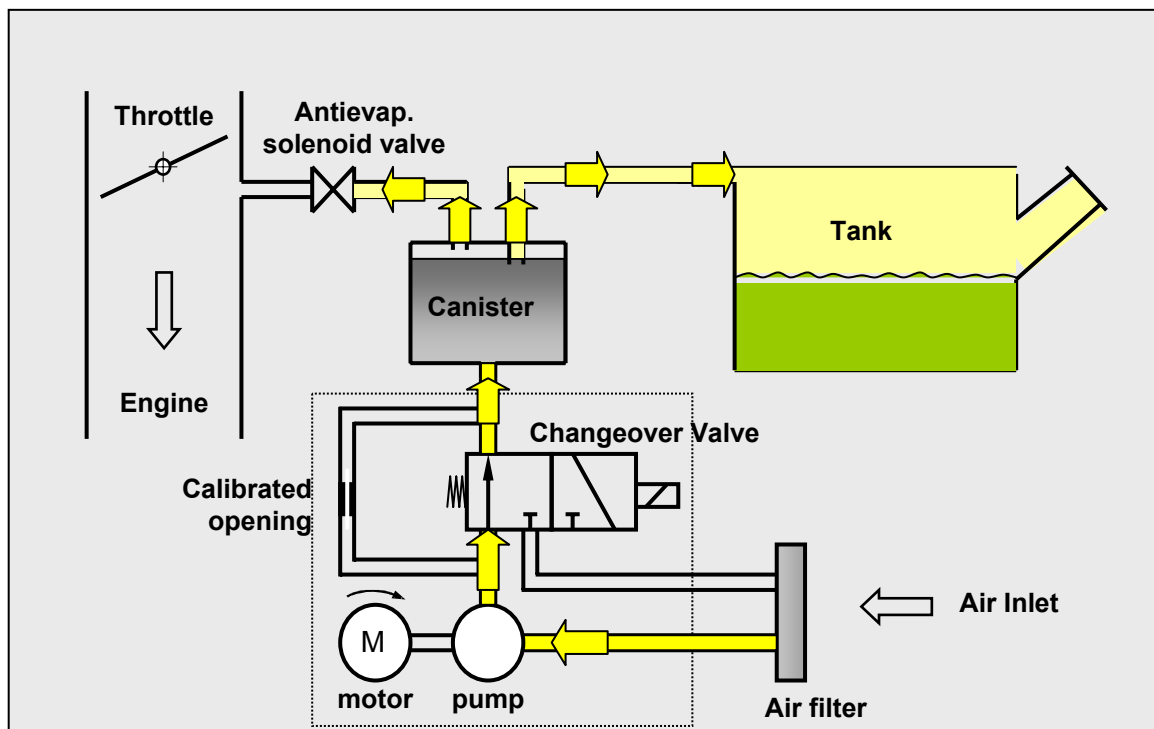 Throttle
Antievap.
solenoid valve
Tank
Canister
Engine
Changeover Valve
Calibrated
opening
Air Inlet
M
motor
pump
Air filter